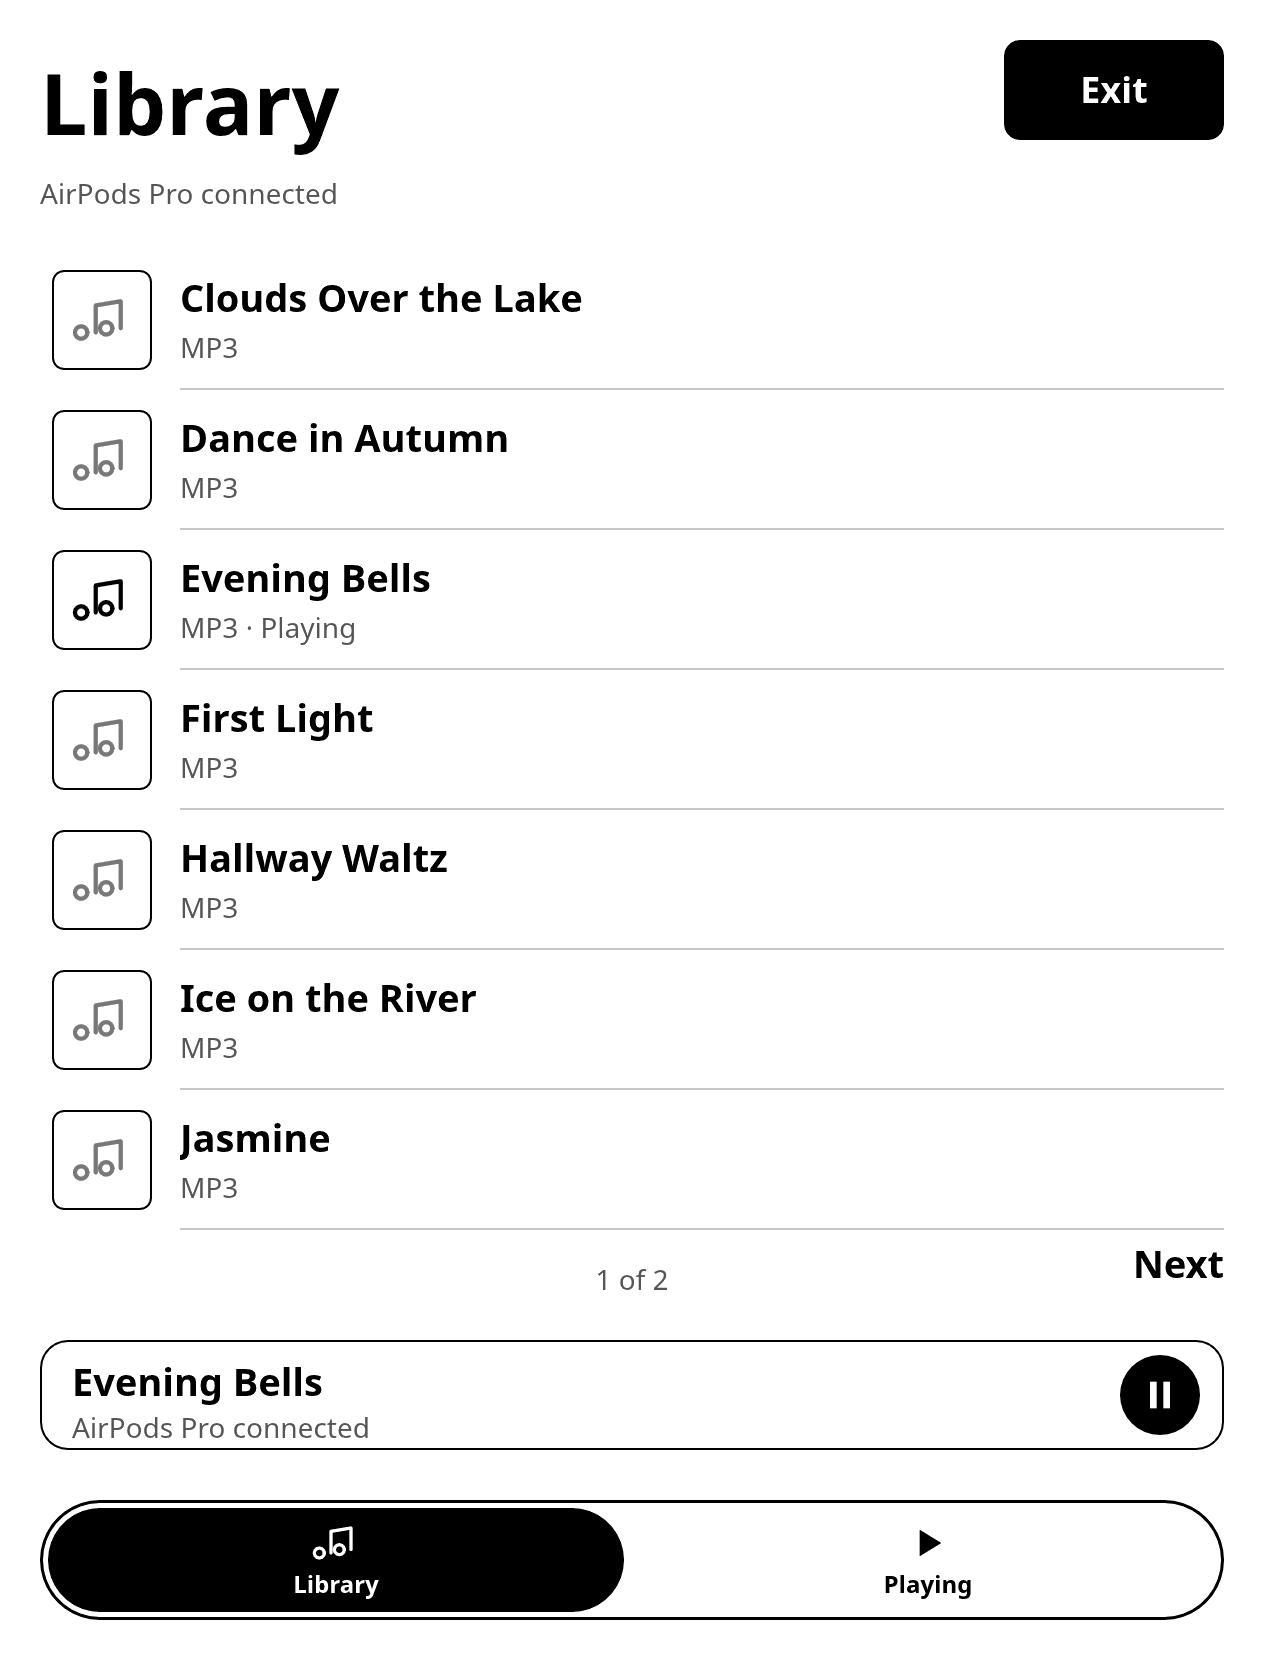 Library
Exit
AirPods Pro connected
Clouds Over the Lake
MP3
Dance in Autumn
MP3
Evening Bells
MP3 · Playing
First Light
MP3
Hallway Waltz
MP3
Ice on the River
MP3
Jasmine
MP3
1 of 2
Next
Evening Bells
AirPods Pro connected
Library
Playing